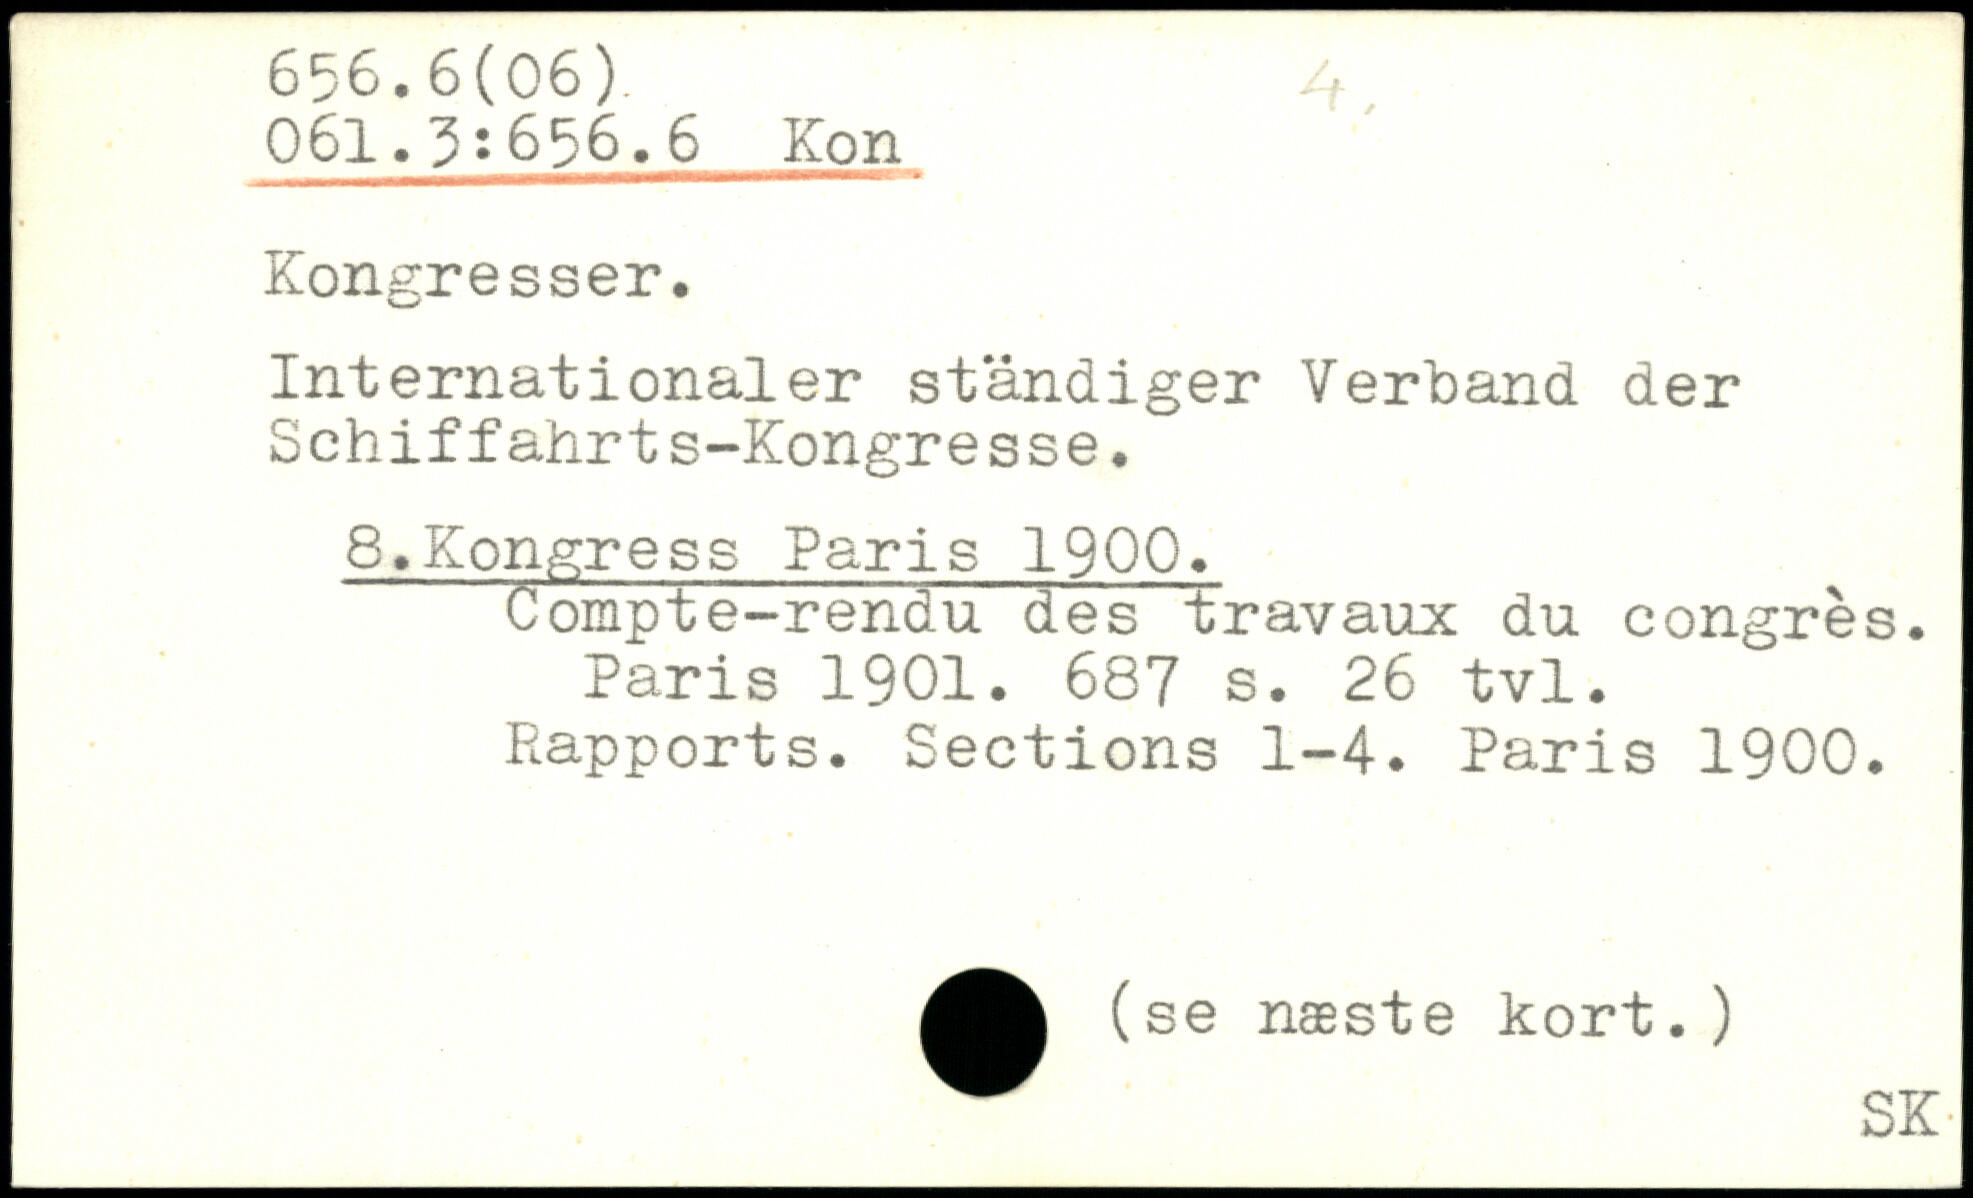 656.6(06)
4.
061.3:656.6 Kon
Kongresser.
Internationaler ständiger Verband der
Schiffahrts-Kongresse.
8.Kongress Paris 1900.
Compte-rendu des travaux du congrès.
Paris 1901. 687 s. 26 tvl.
Rapports. Sections 1-4. Paris 1900.
(se næste kort.)
SK